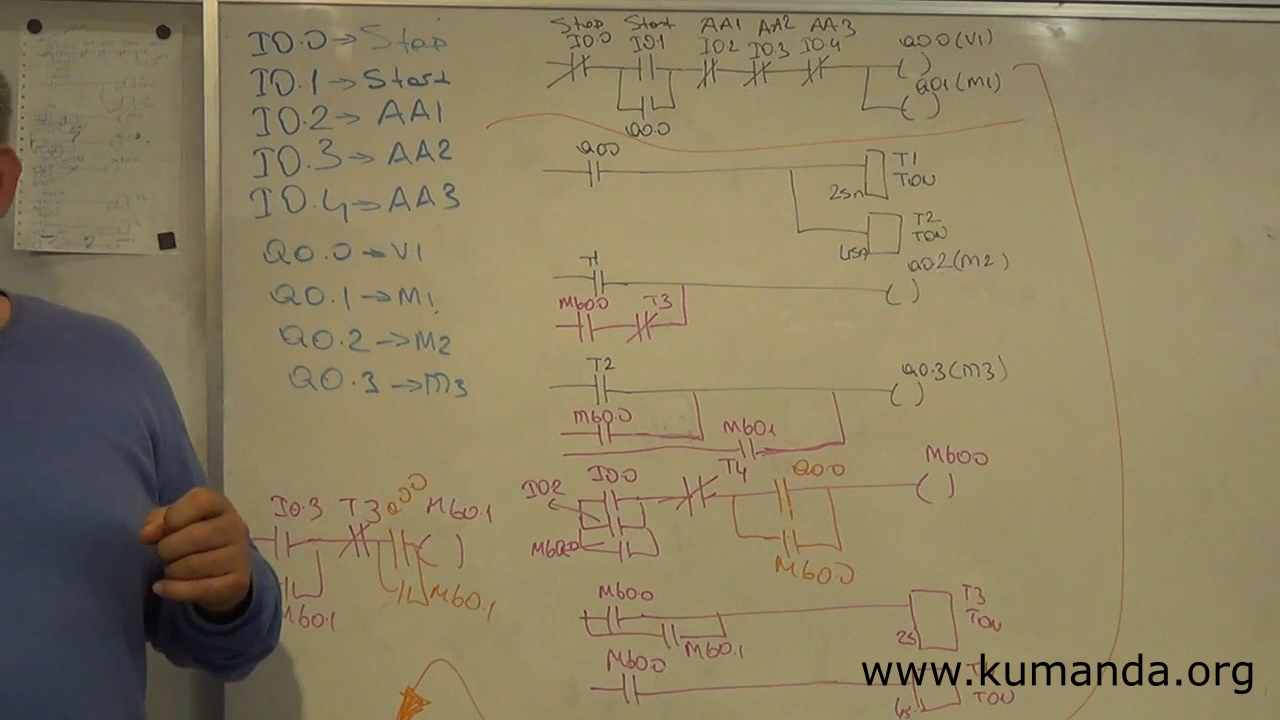 I0.0→Stop
I0.1→Start
I0.2→AA1
I0.3→AA2
I0.4→AA3
Q0.0→V1
Q0.1→M1
Q0.2→M2
Q0.3→M3
Stop Start AA1 AA2 AA3
I0.0 I0.1 I0.2 I0.3 I0.4 Q0.0(V1)
Q0.1(M1)
Q0.0
Q0.0 T1
TON
2sn
T2
TON
4sn
T1 Q0.2(M2)
M60.0 T3
T2 Q0.3(M3)
M60.0 M60.1
I0.0 T4 Q0.0 M60.0
I0.2
M60.0
M60.0
I0.3 T3 Q0.0 M60.1
M60.1 M60.1
M60.0 T3
TON
2s
M60.1
M60.0
TON
4s
www.kumanda.org